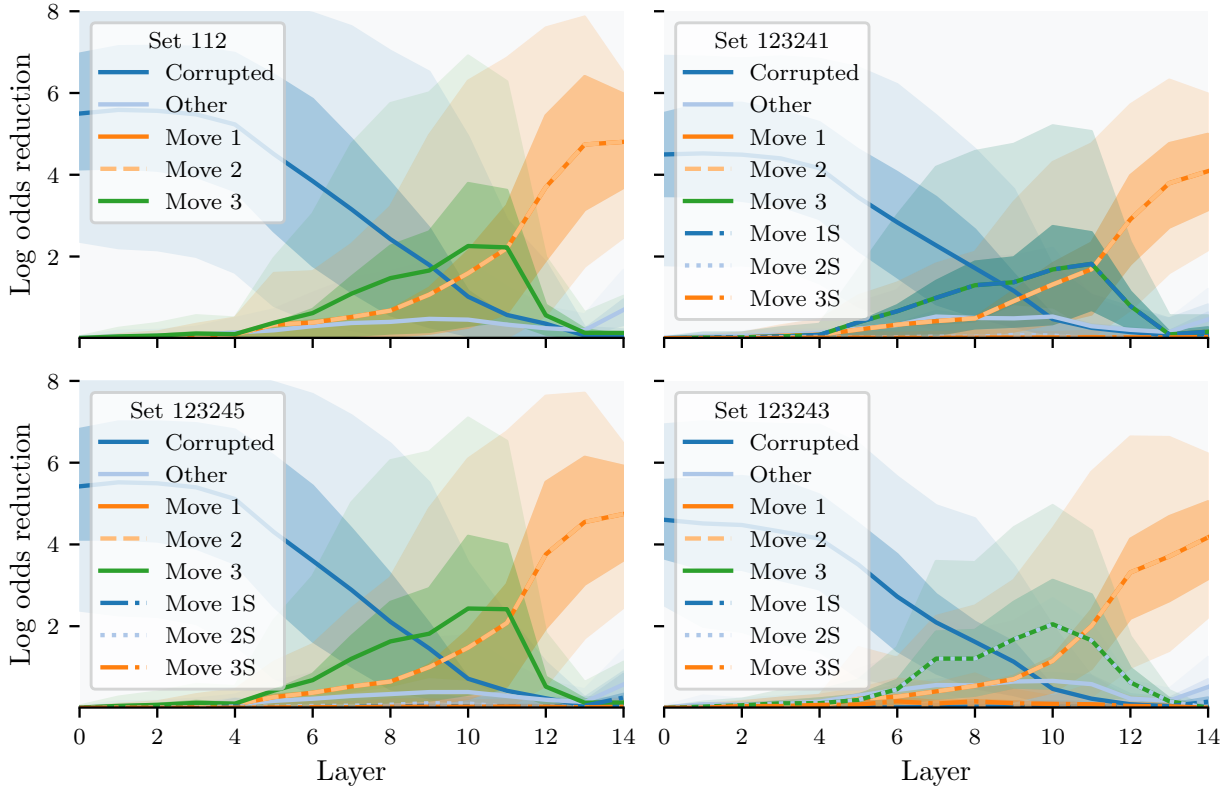 Log odds reduction
8
6
4
2
Set 112
Corrupted
Other
Move 1
Move 2
Move 3
Set 123241
Corrupted
Other
Move 1
Move 2
Move 3
Move 1S
Move 2S
Move 3S
Log odds reduction
8
6
4
2
Set 123245
Corrupted
Other
Move 1
Move 2
Move 3
Move 1S
Move 2S
Move 3S
0 2 4 6 8 10 12 14
Layer
Set 123243
Corrupted
Other
Move 1
Move 2
Move 3
Move 1S
Move 2S
Move 3S
0 2 4 6 8 10 12 14
Layer